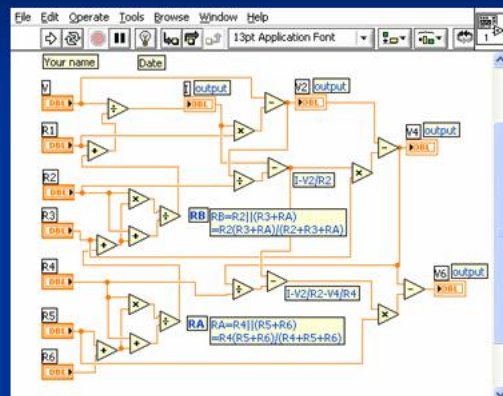 File Edit Operate Tools Browse Window Help
13pt Application Font
1
Your name Date
V
DBL
I output
DBL
V2 output
DBL
R1
DBL
V4 output
DBL
R2
DBL
I-V2/R2
R3
DBL
RB RB=R2||(R3+RA)
=R2(R3+RA)/(R2+R3+RA)
R4
DBL
V6 output
DBL
I-V2/R2-V4/R4
R5
DBL
RA RA=R4||(R5+R6)
=R4(R5+R6)/(R4+R5+R6)
R6
DBL